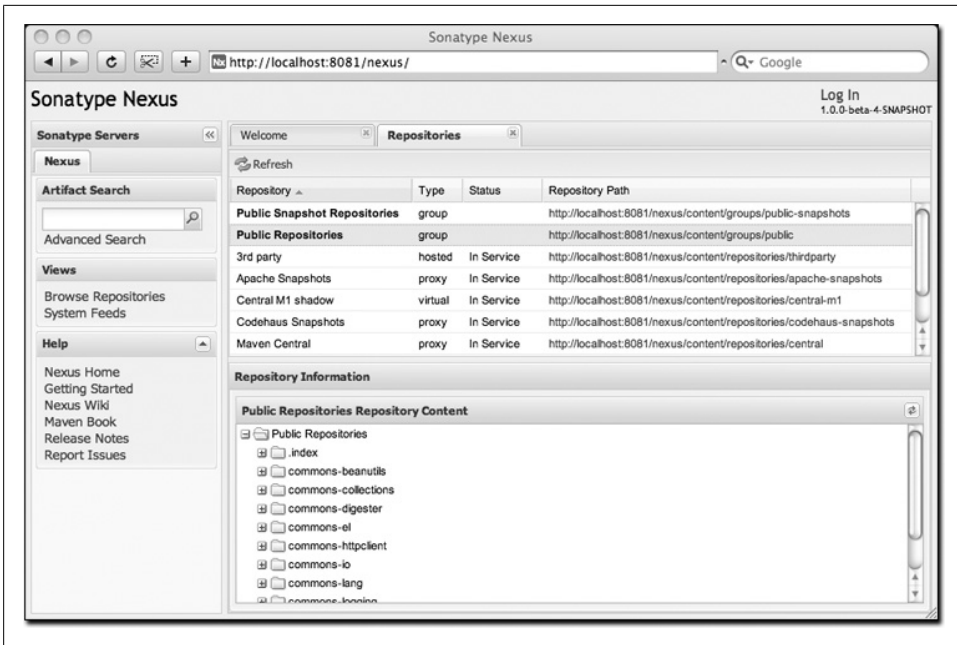 Sonatype Nexus
Nx http://localhost:8081/nexus/
Google
Sonatype Nexus
Log In
1.0.0-beta-4-SNAPSHOT
Sonatype Servers
Nexus
Artifact Search
Advanced Search
Views
Browse Repositories
System Feeds
Help
Nexus Home
Getting Started
Nexus Wiki
Maven Book
Release Notes
Report Issues
Welcome Repositories
Refresh
Repository Type Status Repository Path
Public Snapshot Repositories group http://localhost:8081/nexus/content/groups/public-snapshots
Public Repositories group http://localhost:8081/nexus/content/groups/public
3rd party hosted In Service http://localhost:8081/nexus/content/repositories/thirdparty
Apache Snapshots proxy In Service http://localhost:8081/nexus/content/repositories/apache-snapshots
Central M1 shadow virtual In Service http://localhost:8081/nexus/content/repositories/central-m1
Codehaus Snapshots proxy In Service http://localhost:8081/nexus/content/repositories/codehaus-snapshots
Maven Central proxy In Service http://localhost:8081/nexus/content/repositories/central
Repository Information
Public Repositories Repository Content
Public Repositories
.index
commons-beanutils
commons-collections
commons-digester
commons-el
commons-httpclient
commons-io
commons-lang
commons-logging